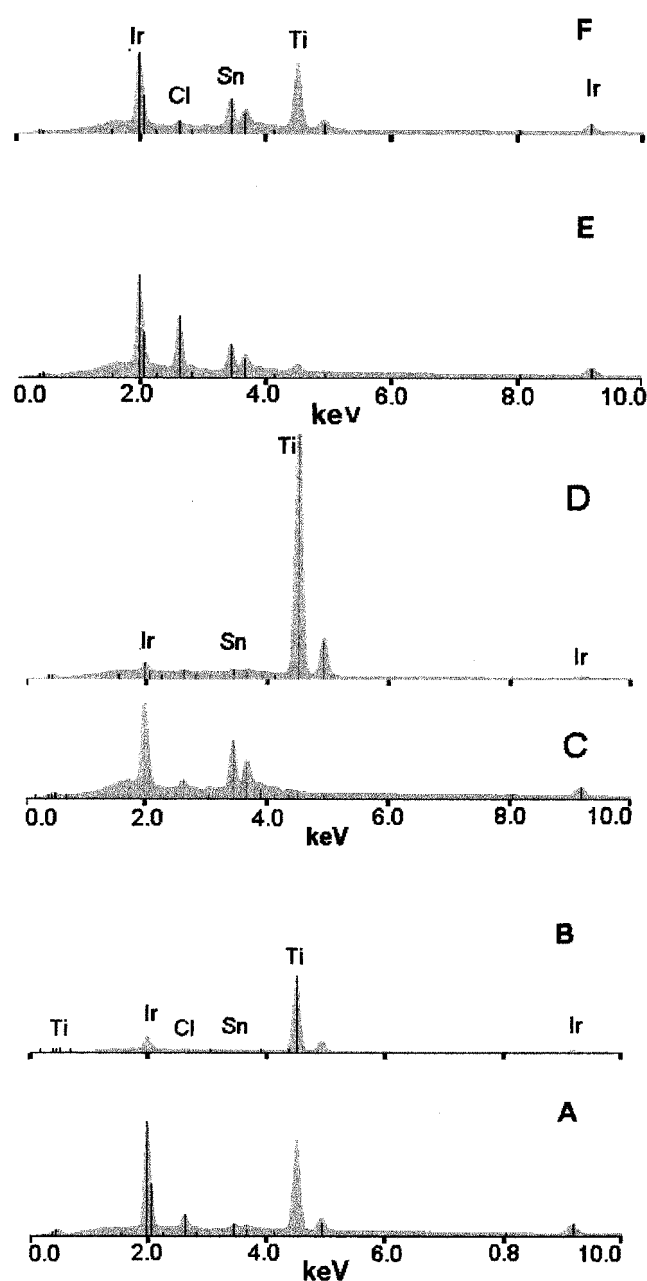 F
Ir Cl Sn Ti Ir
E
0.0 2.0 4.0 6.0 8.0 10.0
keV
D
Ti
Ir Sn Ir
C
0.0 2.0 4.0 6.0 8.0 10.0
keV
B
Ti Ir Cl Sn Ti Ir
A
0.0 2.0 4.0 6.0 0.8 10.0
keV